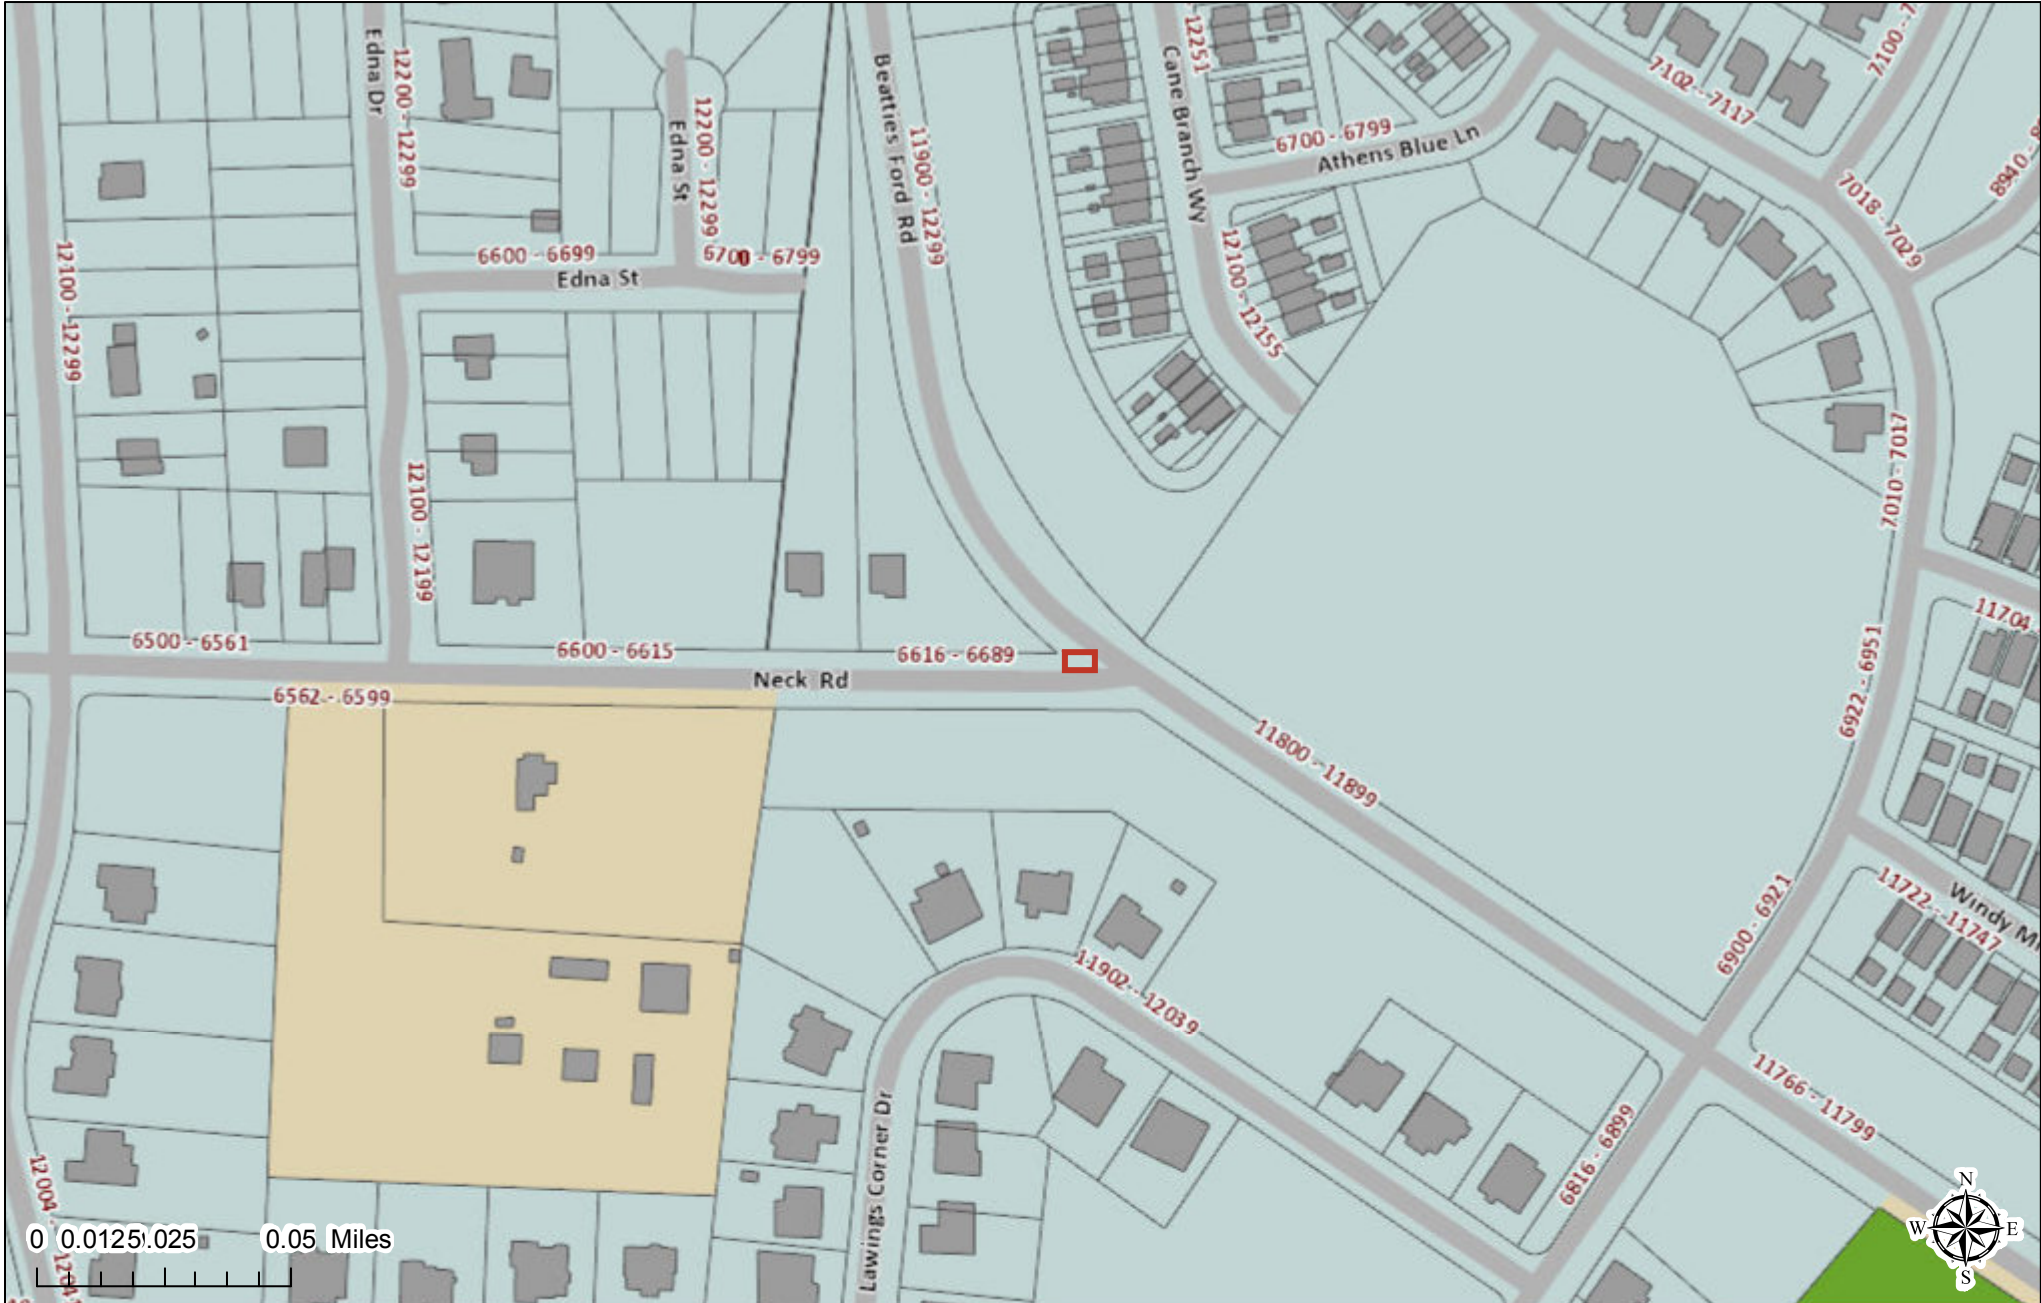 Edna Dr
12200 - 12299
Edna St
12200 - 12299
6600 - 6699
Edna St
6700 - 6799
Beatties Ford Rd
11900 - 12299
Cane Branch Wy
12251
6700 - 6799
Athens Blue Ln
12100 - 12155
7102 - 7117
7100 - 7
7018 - 7029
8940 -
7010 - 7017
12100 - 12299
12100 - 12199
6500 - 6561
6600 - 6615
6616 - 6689
Neck Rd
6562 - 6599
11800 - 11899
6922 - 6951
11704
6900 - 6921
11722 - 11747
Windy M
11902 - 12039
11766 - 11799
6816 - 6899
Lawings Corner Dr
12004 -
1204
0 0.0125 .025 0.05 Miles
N
W E
S